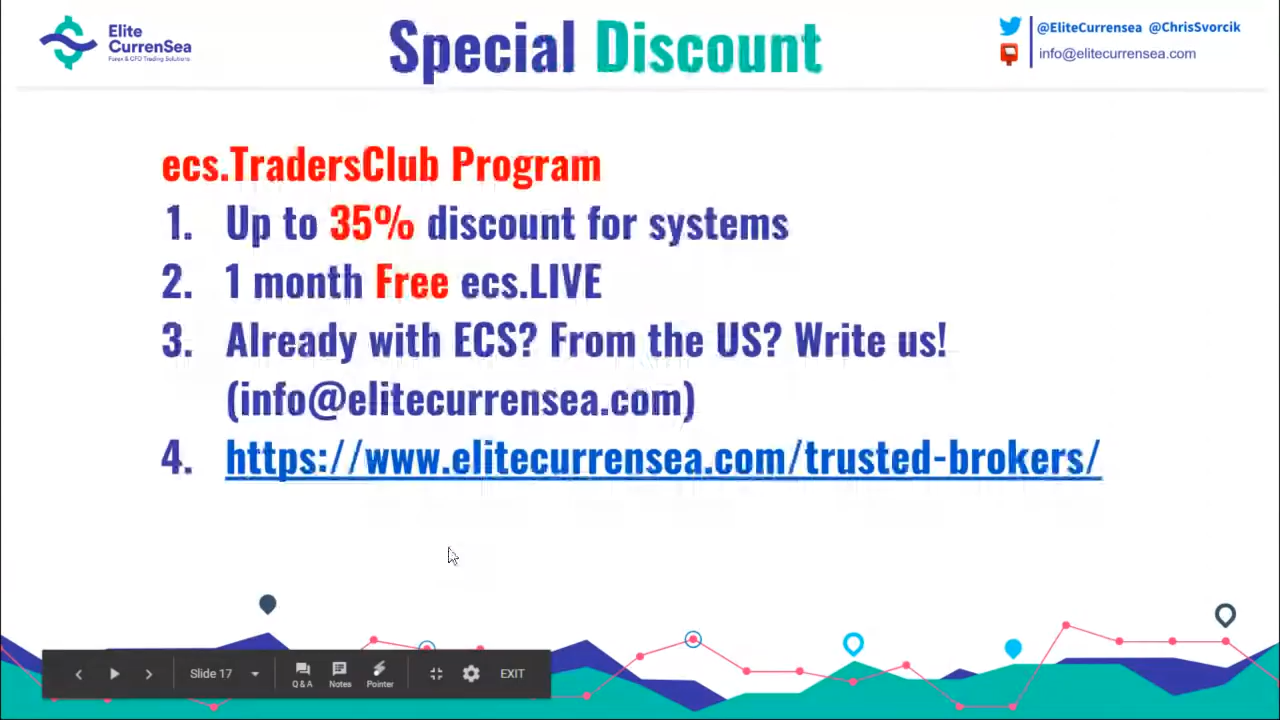 Elite
CurrenSea
Forex & CFD Trading Solutions
Special Discount
@EliteCurrensea @ChrisSvorcik
info@elitecurrensea.com
ecs.TradersClub Program
1. Up to 35% discount for systems
2. 1 month Free ecs.LIVE
3. Already with ECS? From the US? Write us!
(info@elitecurrensea.com)
4. https://www.elitecurrensea.com/trusted-brokers/
Slide 17
Q & A
Notes
Pointer
EXIT